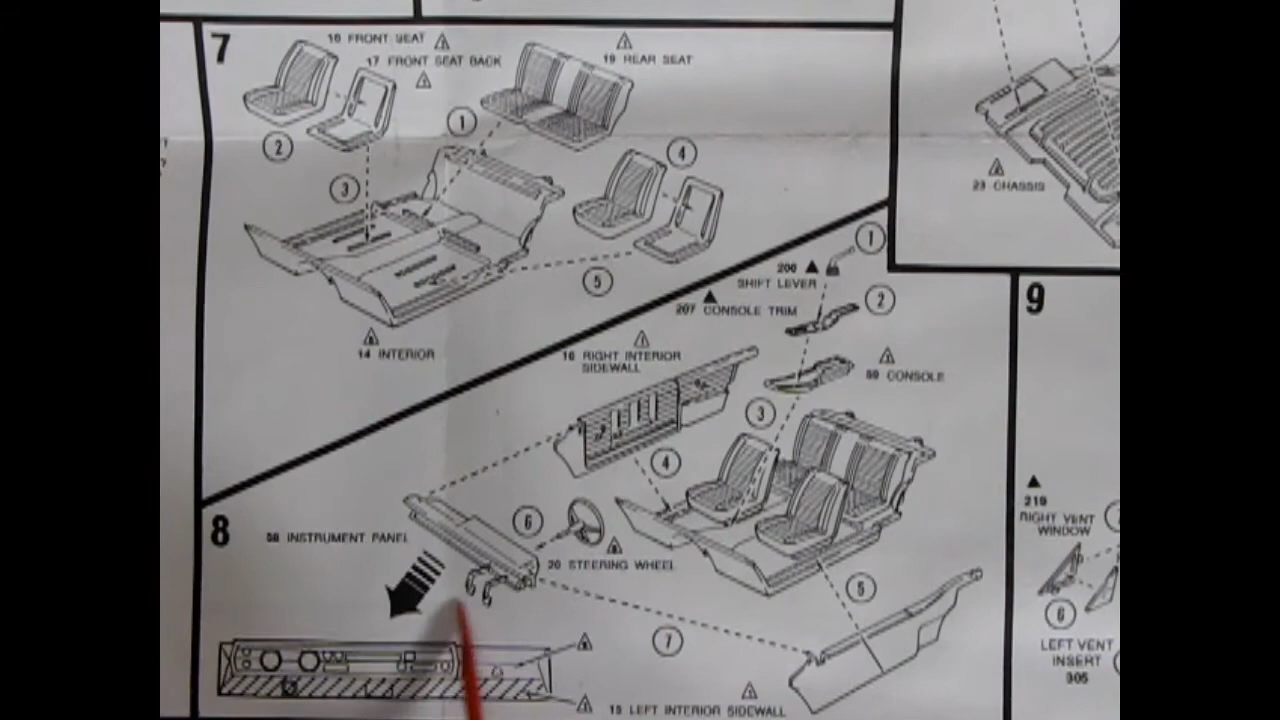 7
16 FRONT SEAT
17 FRONT SEAT BACK
19 REAR SEAT
1
2
3
4
5
14 INTERIOR
23 CHASSIS
8
200
SHIFT LEVER
1
207 CONSOLE TRIM
2
16 RIGHT INTERIOR
SIDEWALL
59 CONSOLE
3
4
6
58 INSTRUMENT PANEL
20 STEERING WHEEL
5
7
15 LEFT INTERIOR SIDEWALL
9
219
RIGHT VENT
WINDOW
6
LEFT VENT
INSERT
305